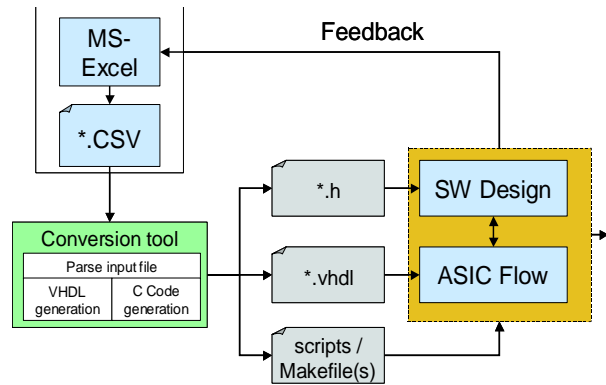 Feedback
MS-
Excel
*.CSV
*.h
SW Design
Conversion tool
Parse input file
VHDL
generation
C Code
generation
*.vhdl
ASIC Flow
scripts /
Makefile(s)